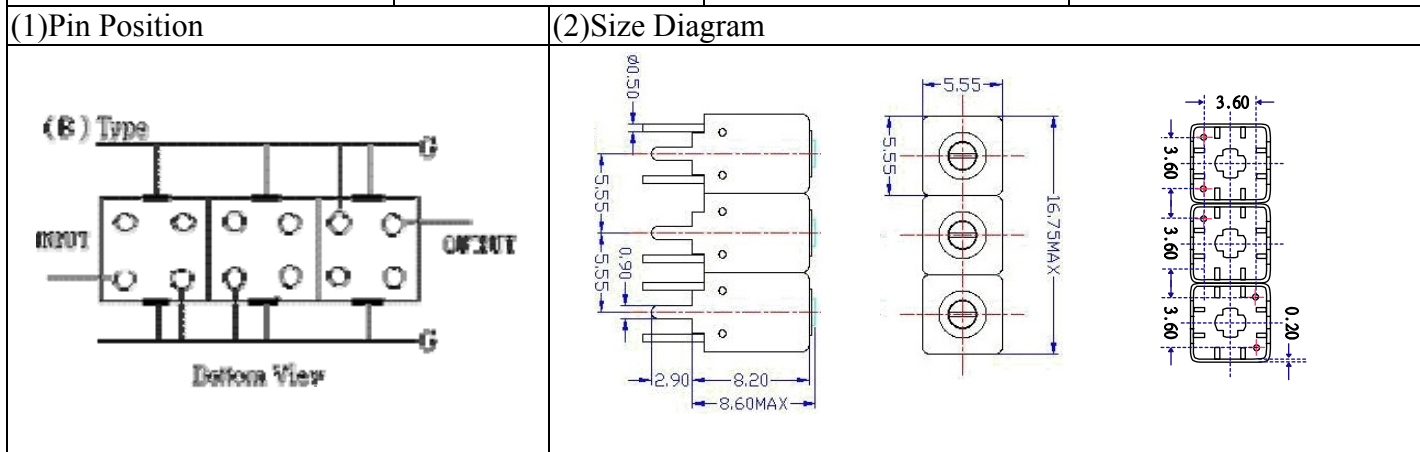 (1)Pin Position
(2)Size Diagram
(B) Type
G
INPUT
OUTPUT
G
Bottom View
ø0.50
5.55
5.55
0.90
2.90
8.20
8.60MAX
5.55
5.55
16.75MAX
3.60
3.60
3.60
3.60
0.20